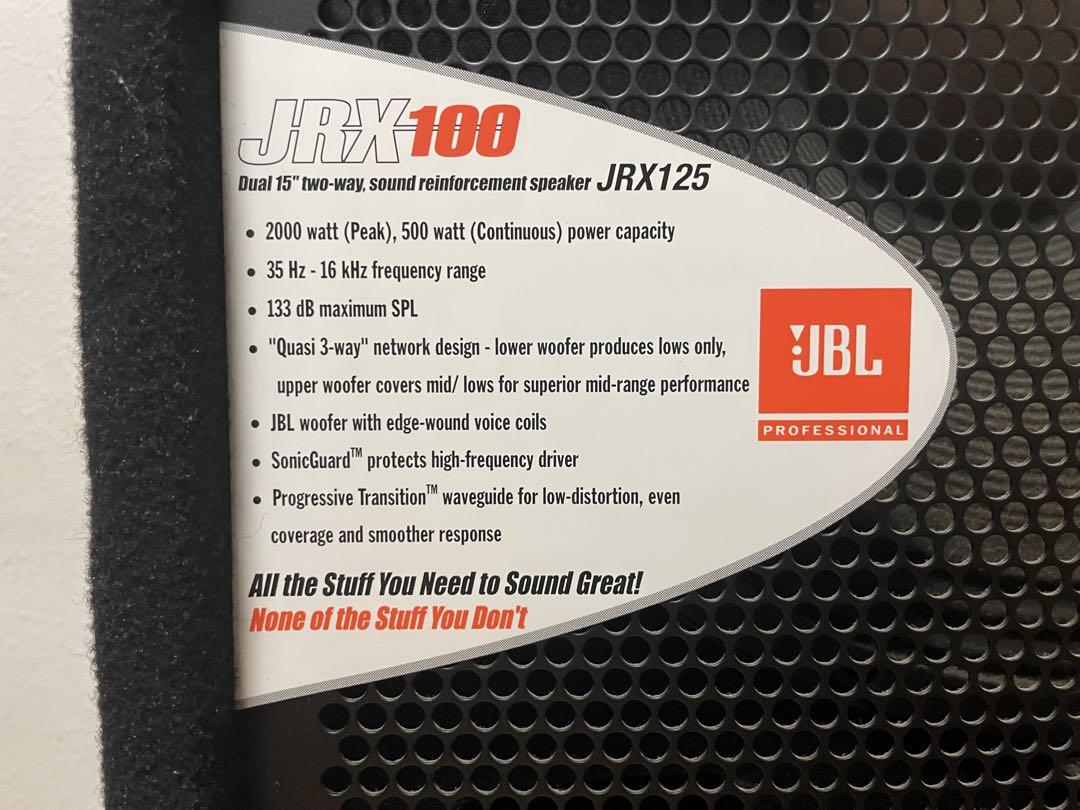 JRX100
Dual 15" two-way, sound reinforcement speaker JRX125
• 2000 watt (Peak), 500 watt (Continuous) power capacity
• 35 Hz - 16 kHz frequency range
• 133 dB maximum SPL
• "Quasi 3-way" network design - lower woofer produces lows only,
upper woofer covers mid/ lows for superior mid-range performance
• JBL woofer with edge-wound voice coils
• SonicGuard™ protects high-frequency driver
• Progressive Transition™ waveguide for low-distortion, even
coverage and smoother response
All the Stuff You Need to Sound Great!
None of the Stuff You Don't
JBL
PROFESSIONAL